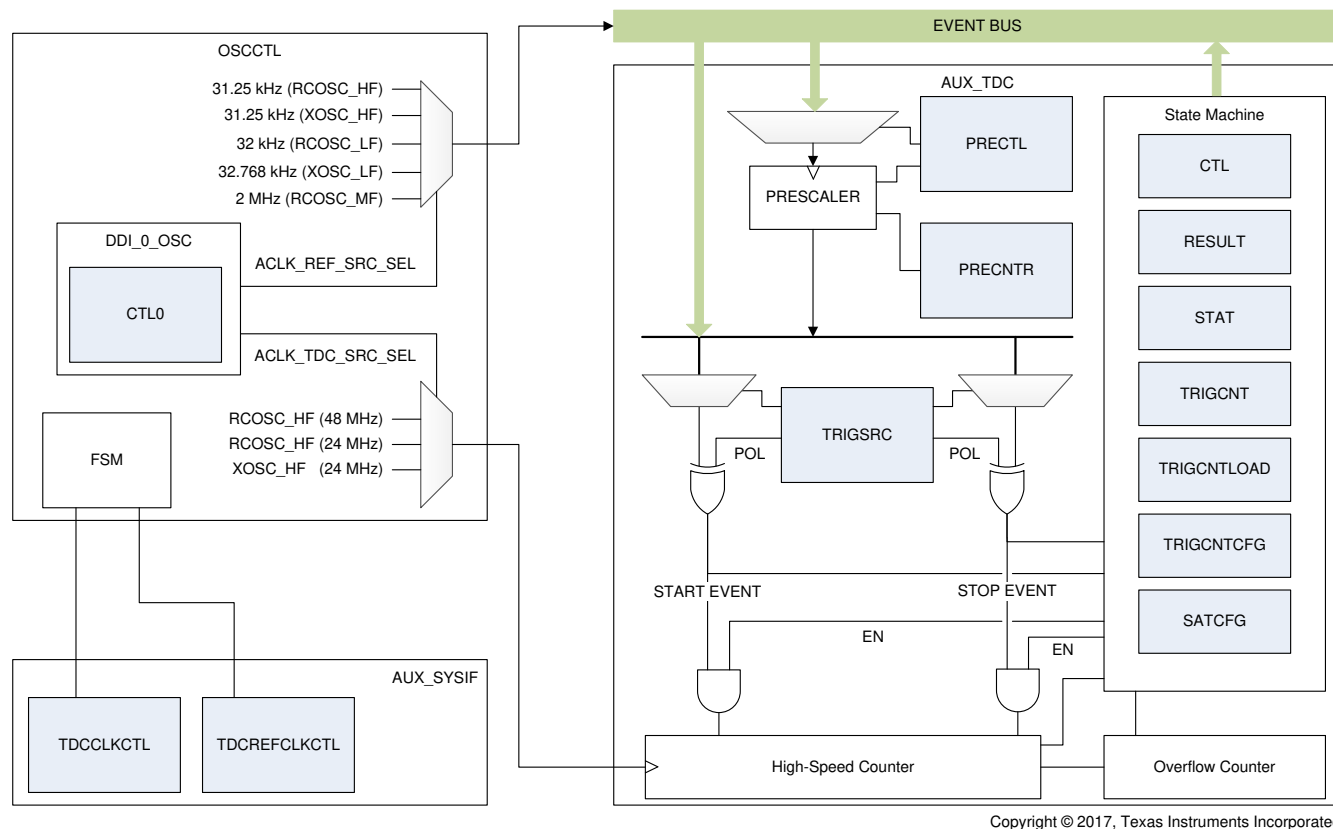 EVENT BUS
OSCCTL
31.25 kHz (RCOSC_HF)
31.25 kHz (XOSC_HF)
32 kHz (RCOSC_LF)
32.768 kHz (XOSC_LF)
2 MHz (RCOSC_MF)
DDI_0_OSC
CTL0
ACLK_REF_SRC_SEL
ACLK_TDC_SRC_SEL
RCOSC_HF (48 MHz)
RCOSC_HF (24 MHz)
XOSC_HF (24 MHz)
FSM
AUX_SYSIF
TDCCLKCTL
TDCREFCLKCTL
AUX_TDC
PRECTL
PRESCALER
PRECNTR
TRIGSRC
POL
POL
START EVENT
STOP EVENT
EN
EN
High-Speed Counter
State Machine
CTL
RESULT
STAT
TRIGCNT
TRIGCNTLOAD
TRIGCNTCFG
SATCFG
Overflow Counter
Copyright © 2017, Texas Instruments Incorporate